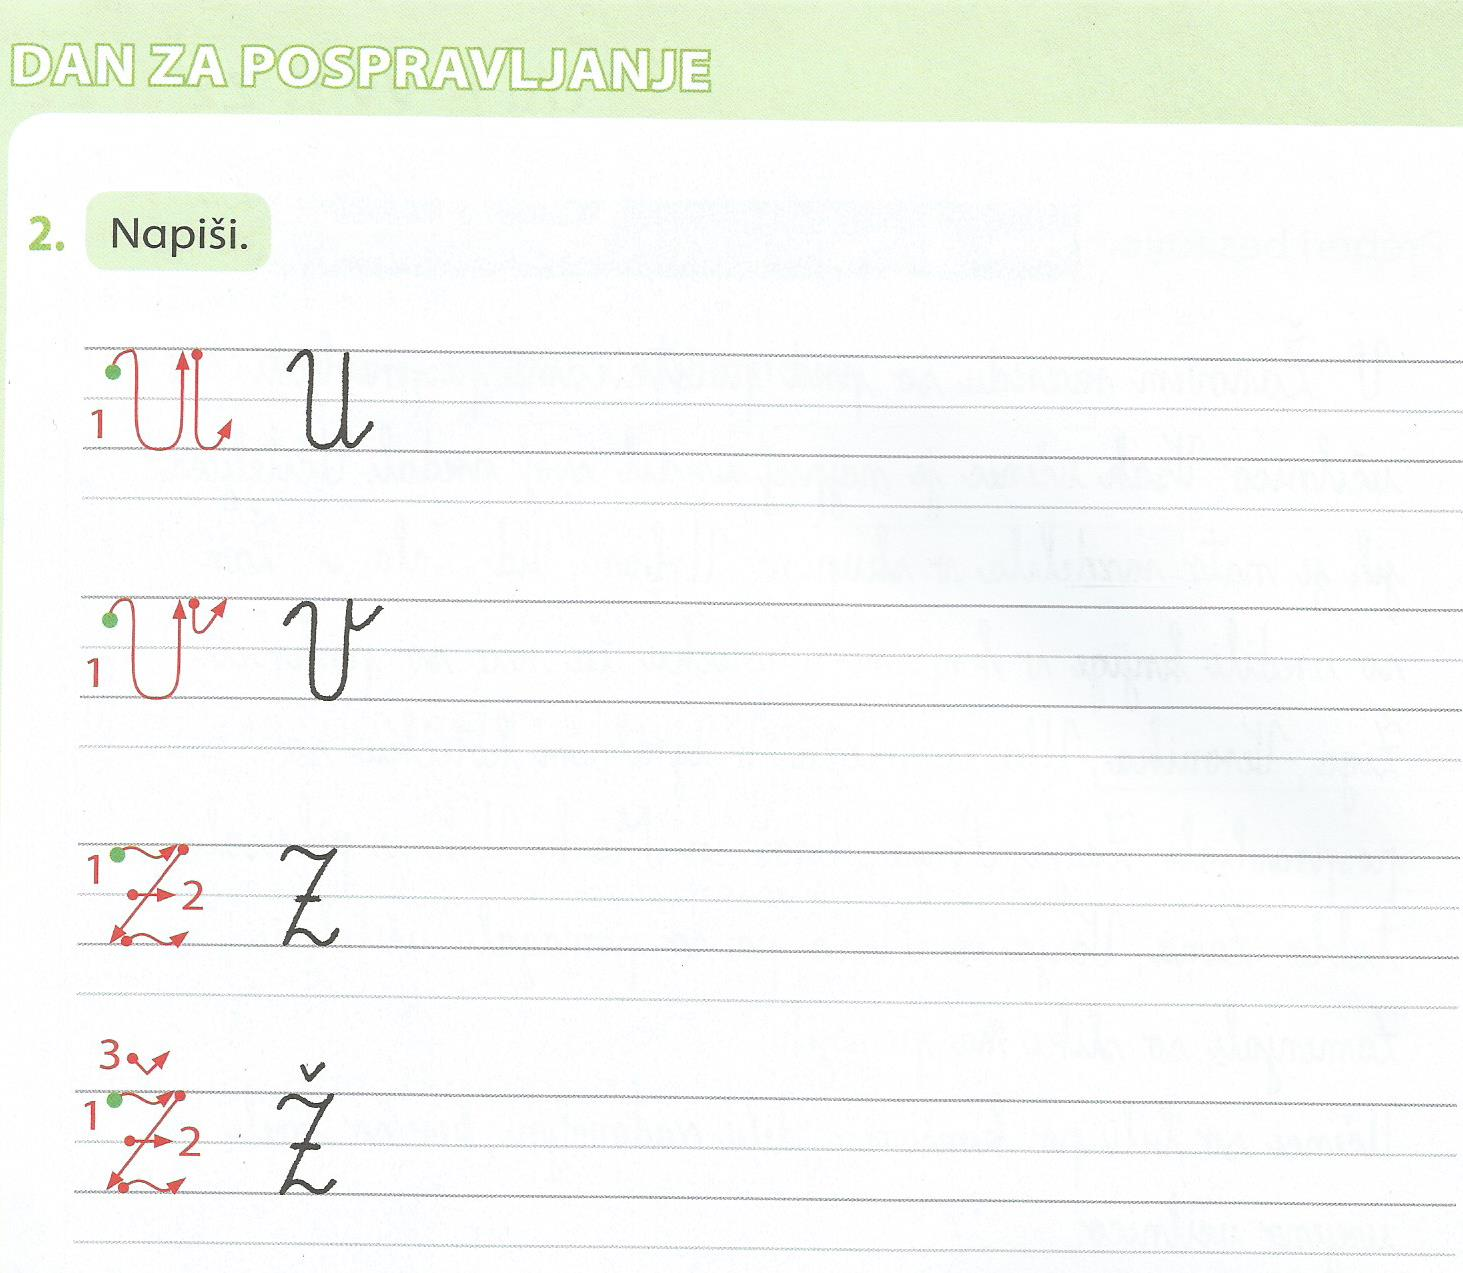 DAN ZA POSPRAVLJANJE
2. Napiši.
1 U U
1 V V
1 2 Z Z
3 1 2 Ž Ž